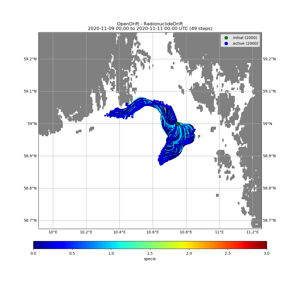 OpenDrift - RadionuclideDrift
2020-11-09 00:00 to 2020-11-11 00:00 UTC (49 steps)
initial (2000)
active (2000)
59.2°N
59.2°N
59.1°N
59.1°N
59°N
59°N
58.9°N
58.9°N
58.8°N
58.8°N
58.7°N
58.7°N
10°E 10.2°E 10.4°E 10.6°E 10.8°E 11°E 11.2°E
0.0 0.5 1.0 1.5 2.0 2.5 3.0
specie